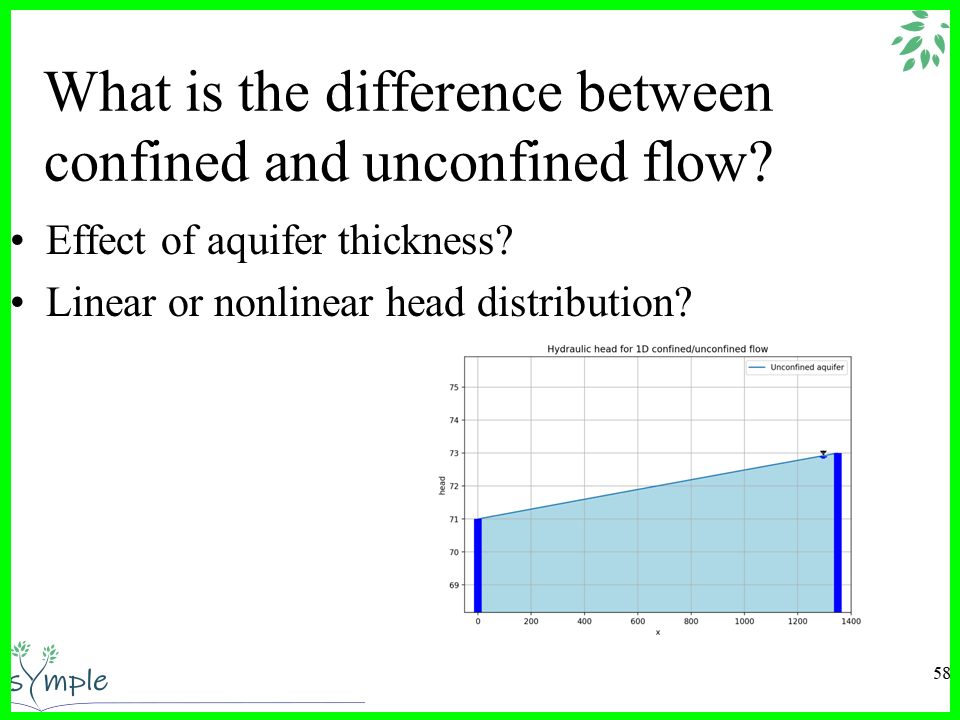 What is the difference between
confined and unconfined flow?
• Effect of aquifer thickness?
• Linear or nonlinear head distribution?
Hydraulic head for 1D confined/unconfined flow
Unconfined aquifer
75
74
73
72
71
70
69
head
0 200 400 600 800 1000 1200 1400
x
sYmple
58